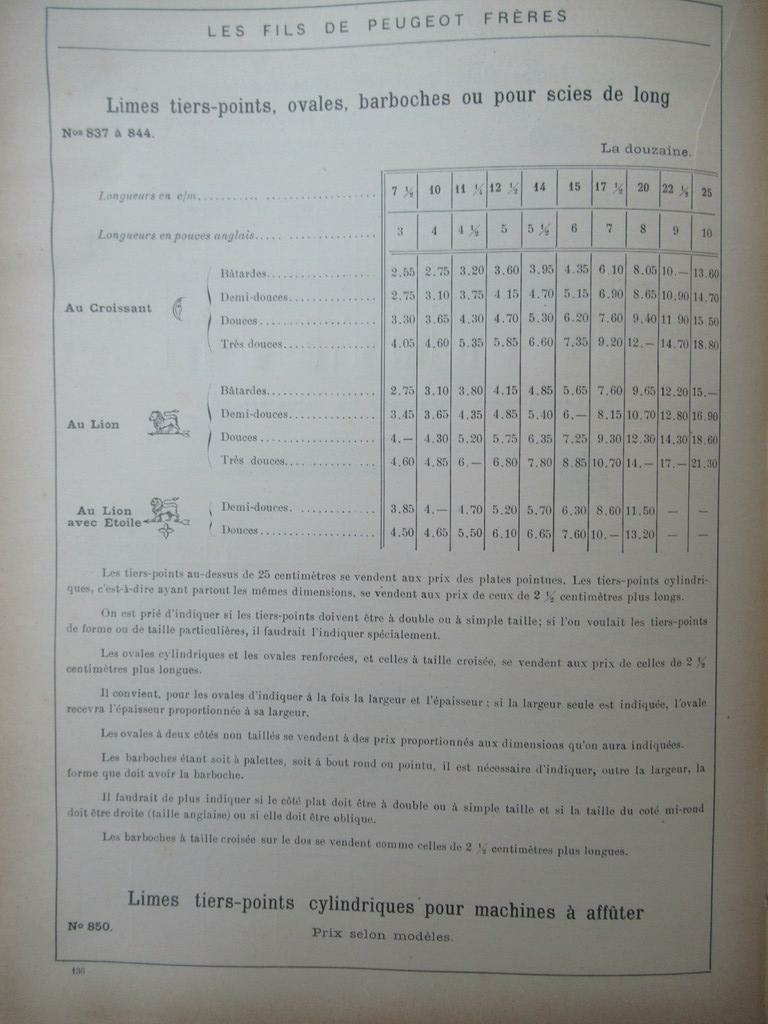 LES FILS DE PEUGEOT FRÈRES
Limes tiers-points, ovales, barboches ou pour scies de long
Nos 837 à 844.
La douzaine.
Longueurs en c/m. 7 ½ 10 11 ¼ 12 ½ 14 15 17 ½ 20 22 ½ 25
Longueurs en pouces anglais. 3 4 4 ½ 5 5 ½ 6 7 8 9 10
Au Croissant
Bâtardes. 2.55 2.75 3.20 3.60 3.95 4.35 6.10 8.05 10.— 13.60
Demi-douces. 2.75 3.10 3.75 4 15 4.70 5.15 6.90 8.65 10.90 14.70
Douces. 3.30 3.65 4.30 4.70 5.30 6.20 7.60 9.40 11 90 15 50
Très douces. 4.05 4.60 5.35 5.85 6.60 7.35 9.20 12.— 14.70 18.80
Au Lion
Bâtardes. 2.75 3.10 3.80 4.15 4.85 5.65 7.60 9.65 12.20 15.—
Demi-douces. 3.45 3.65 4.35 4.85 5.40 6.— 8.15 10.70 12.80 16.90
Douces. 4.— 4.30 5.20 5.75 6.35 7.25 9.30 12.30 14.30 18.60
Très douces. 4.60 4.85 6.— 6.80 7.80 8.85 10.70 14.— 17.— 21.30
Au Lion
avec Etoile
Demi-douces. 3.85 4.— 4.70 5.20 5.70 6.30 8.60 11.50 — —
Douces. 4.50 4.65 5.50 6.10 6.65 7.60 10.— 13.20 — —
Les tiers-points au-dessus de 25 centimètres se vendent aux prix des plates pointues. Les tiers-points cylindri-
ques, c'est-à-dire ayant partout les mêmes dimensions, se vendent aux prix de ceux de 2 ½ centimètres plus longs.
On est prié d'indiquer si les tiers-points doivent être à double ou à simple taille; si l'on voulait les tiers-points
de forme ou de taille particulières, il faudrait l'indiquer spécialement.
Les ovales cylindriques et les ovales renforcées, et celles à taille croisée, se vendent aux prix de celles de 2 ½
centimètres plus longues.
Il convient, pour les ovales d'indiquer à la fois la largeur et l'épaisseur; si la largeur seule est indiquée, l'ovale
recevra l'épaisseur proportionnée à sa largeur.
Les ovales à deux côtés non taillés se vendent à des prix proportionnés aux dimensions qu'on aura indiquées.
Les barboches étant soit à palettes, soit à bout rond ou pointu, il est nécessaire d'indiquer, outre la largeur, la
forme que doit avoir la barboche.
Il faudrait de plus indiquer si le côté plat doit être à double ou à simple taille et si la taille du coté mi-rond
doit être droite (taille anglaise) ou si elle doit être oblique.
Les barboches à taille croisée sur le dos se vendent comme celles de 2 ½ centimètres plus longues.
Limes tiers-points cylindriques pour machines à affûter
No 850.
Prix selon modèles.
136